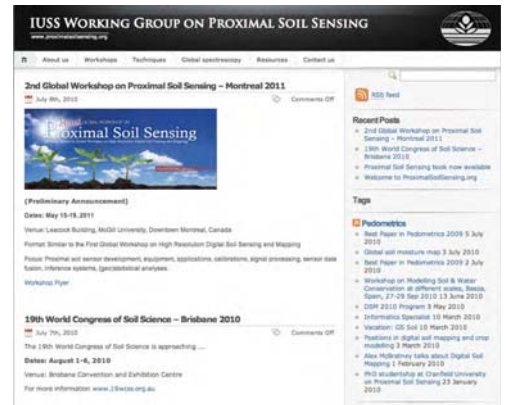 IUSS WORKING GROUP ON PROXIMAL SOIL SENSING
www.proximalsoilsensing.org
About us
Workshops
Techniques
Global spectroscopy
Resources
Contact us
2nd Global Workshop on Proximal Soil Sensing – Montreal 2011
July 8th, 2010
Comments Off
Proximal Soil Sensing
(Preliminary Announcement)
Dates: May 15-19, 2011
Venue: Leacock Building, McGill University, Downtown Montreal, Canada
Format: Similar to the First Global Workshop on High Resolution Digital Soil Sensing and Mapping
Focus: Proximal soil sensor development, equipment, applications, calibrations, signal processing, sensor data
fusion, inference systems, (geo)statistical analyses.
Workshop Flyer
19th World Congress of Soil Science – Brisbane 2010
July 7th, 2010
Comments Off
The 19th World Congress of Soil Science is approaching ...
Dates: August 1-6, 2010
Venue: Brisbane Convention and Exhibition Centre
For more information www.19wcss.org.au
RSS feed
Recent Posts
2nd Global Workshop on Proximal Soil
Sensing – Montreal 2011
19th World Congress of Soil Science –
Brisbane 2010
Proximal Soil Sensing book now available
Welcome to ProximalSoilSensing.org
Tags
Pedometrics
Best Paper in Pedometrics 2009 5 July
2010
Global soil moisture map 3 July 2010
Best Paper in Pedometrics 2009 2 July
2010
Workshop on Modelling Soil & Water
Conservation at different scales, Baeza,
Spain, 27-29 Sep 2010 13 June 2010
DSM 2010 Program 3 May 2010
Informatics Specialist 10 March 2010
Vacation: GS Soil 10 March 2010
Positions in digital soil mapping and crop
modelling 3 March 2010
Alex McBratney talks about Digital Soil
Mapping 1 February 2010
PhD studentship at Cranfield University
on Proximal Soil Sensing 23 January
2010